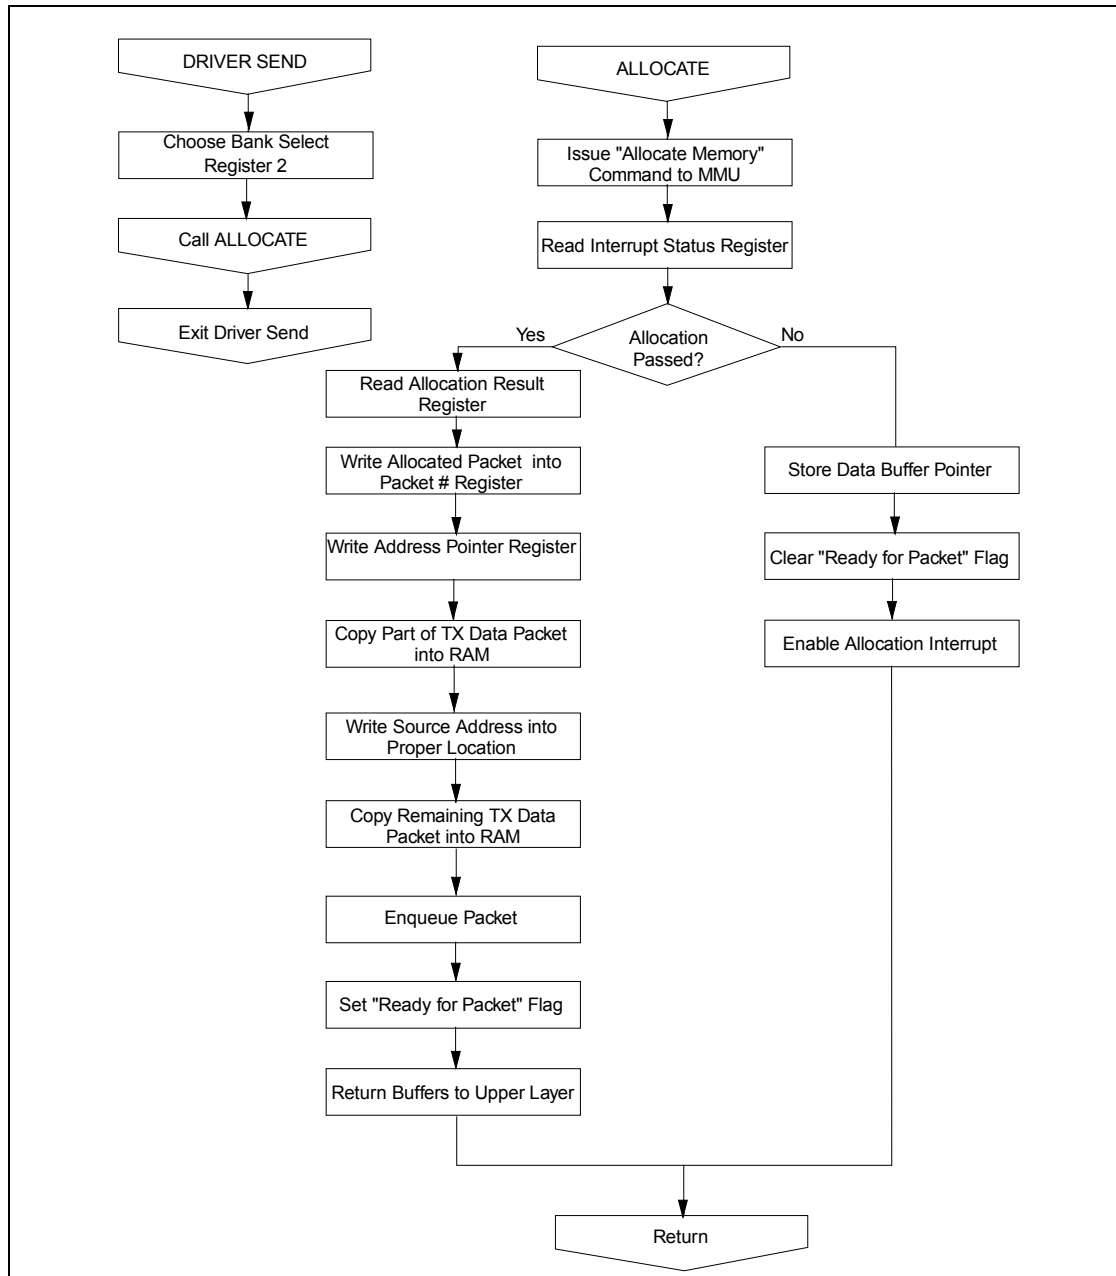 DRIVER SEND
Choose Bank Select
Register 2
Call ALLOCATE
Exit Driver Send
ALLOCATE
Issue "Allocate Memory"
Command to MMU
Read Interrupt Status Register
Allocation
Passed?
Yes
No
Read Allocation Result
Register
Write Allocated Packet into
Packet # Register
Write Address Pointer Register
Copy Part of TX Data Packet
into RAM
Write Source Address into
Proper Location
Copy Remaining TX Data
Packet into RAM
Enqueue Packet
Set "Ready for Packet" Flag
Return Buffers to Upper Layer
Store Data Buffer Pointer
Clear "Ready for Packet" Flag
Enable Allocation Interrupt
Return